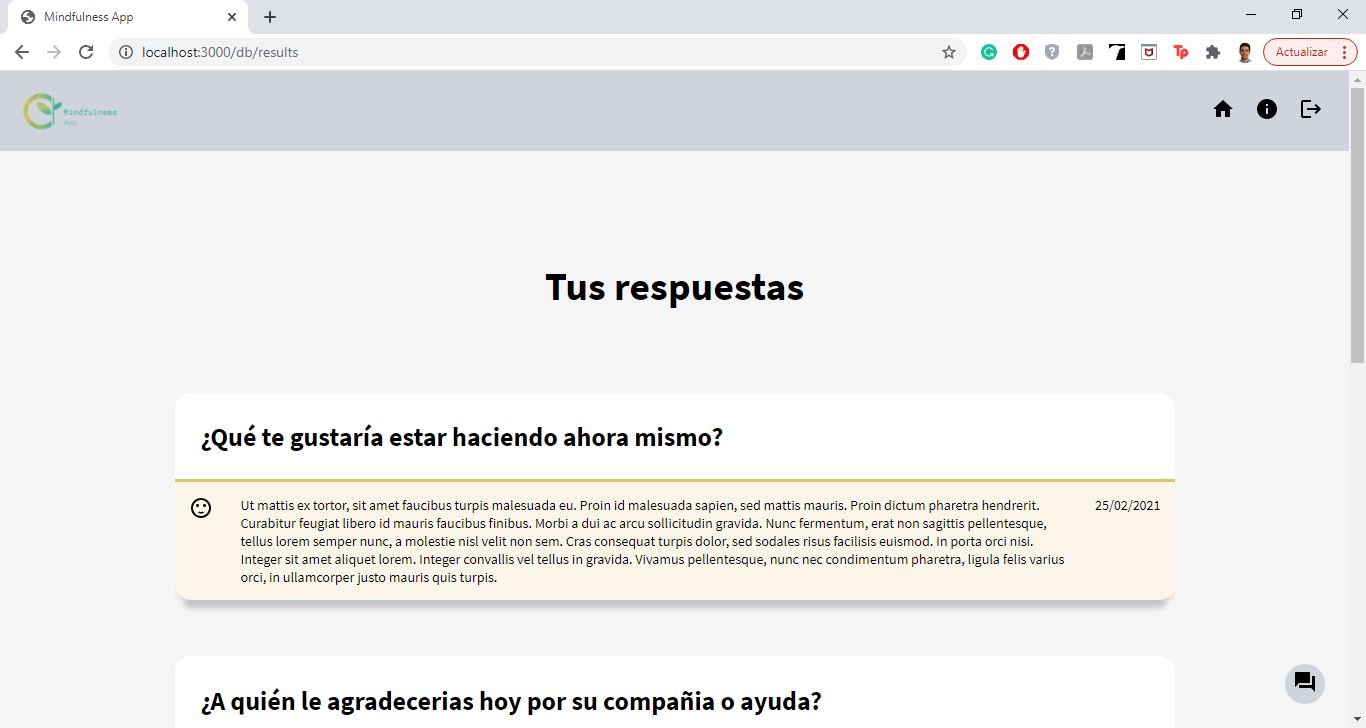 Mindfulness App
localhost:3000/db/results
Actualizar
Mindfulness
App
Tus respuestas
¿Qué te gustaría estar haciendo ahora mismo?
Ut mattis ex tortor, sit amet faucibus turpis malesuada eu. Proin id malesuada sapien, sed mattis mauris. Proin dictum pharetra hendrerit.
25/02/2021
Curabitur feugiat libero id mauris faucibus finibus. Morbi a dui ac arcu sollicitudin gravida. Nunc fermentum, erat non sagittis pellentesque,
tellus lorem semper nunc, a molestie nisl velit non sem. Cras consequat turpis dolor, sed sodales risus facilisis euismod. In porta orci nisi.
Integer sit amet aliquet lorem. Integer convallis vel tellus in gravida. Vivamus pellentesque, nunc nec condimentum pharetra, ligula felis varius
orci, in ullamcorper justo mauris quis turpis.
¿A quién le agradecerias hoy por su compañia o ayuda?